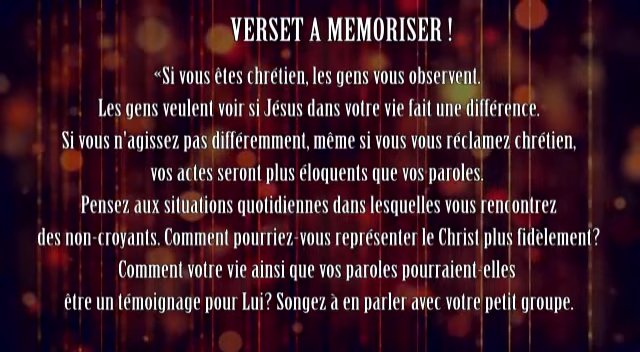 VERSET A MEMORISER !
«Si vous êtes chrétien, les gens vous observent.
Les gens veulent voir si Jésus dans votre vie fait une différence.
Si vous n'agissez pas différemment, même si vous vous réclamez chrétien,
vos actes seront plus éloquents que vos paroles.
Pensez aux situations quotidiennes dans lesquelles vous rencontrez
des non-croyants. Comment pourriez-vous représenter le Christ plus fidèlement?
Comment votre vie ainsi que vos paroles pourraient-elles
être un témoignage pour Lui? Songez à en parler avec votre petit groupe.